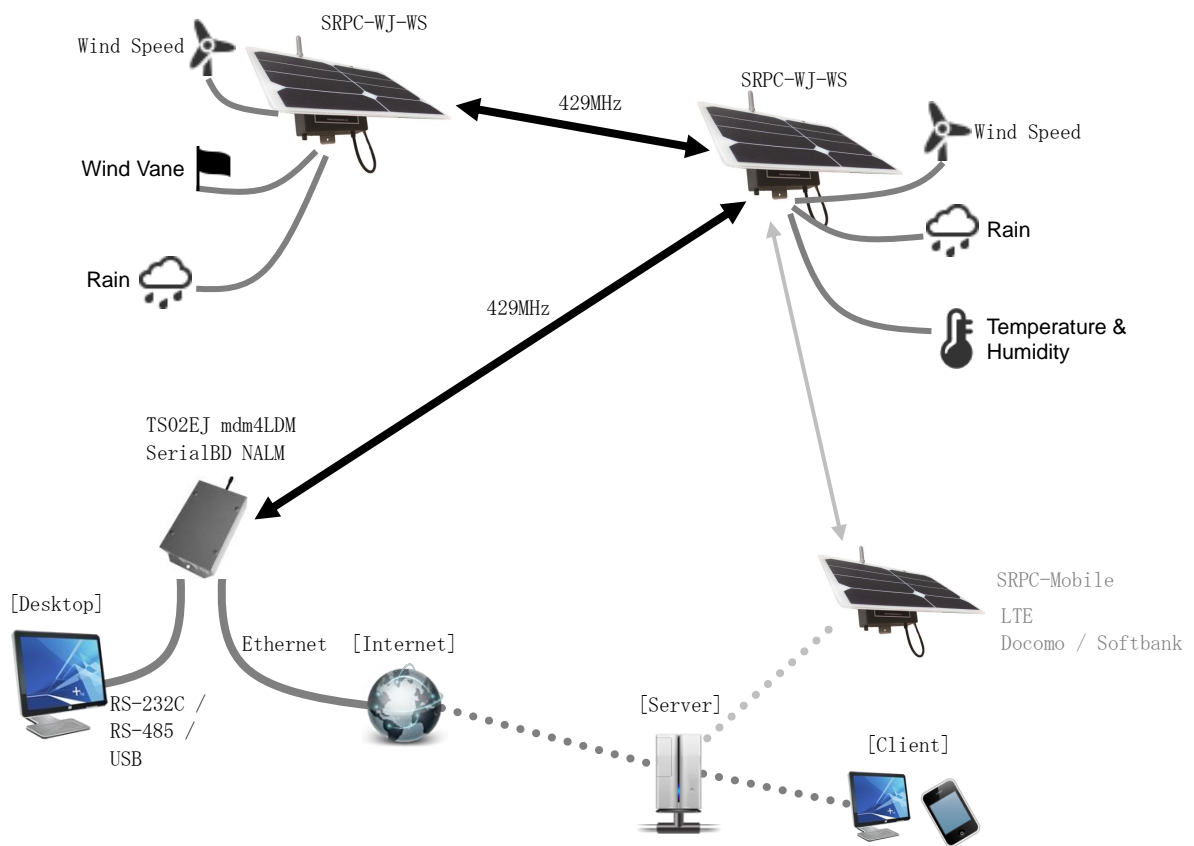 SRPC-WJ-WS
Wind Speed
SRPC-WJ-WS
429MHz
Wind Speed
Wind Vane
Rain
Rain
429MHz
Temperature &
Humidity
TS02EJ mdm4LDM
SerialBD NALM
SRPC-Mobile
LTE
Docomo / Softbank
[Desktop]
Ethernet
[Internet]
RS-232C /
RS-485 /
USB
[Server]
[Client]